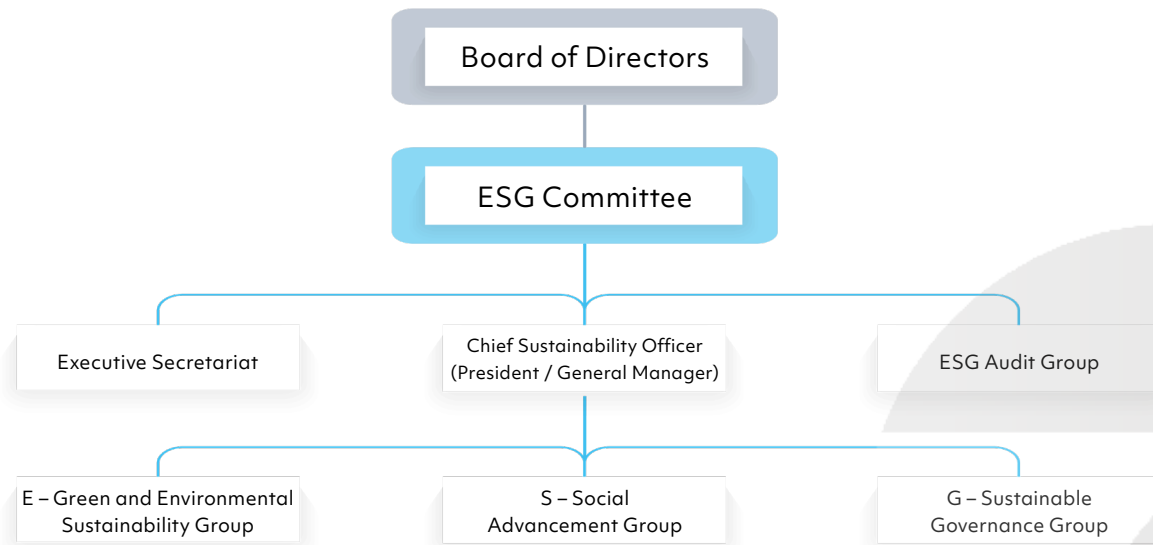 Board of Directors
ESG Committee
Executive Secretariat
Chief Sustainability Officer
(President / General Manager)
ESG Audit Group
E – Green and Environmental
Sustainability Group
S – Social
Advancement Group
G – Sustainable
Governance Group